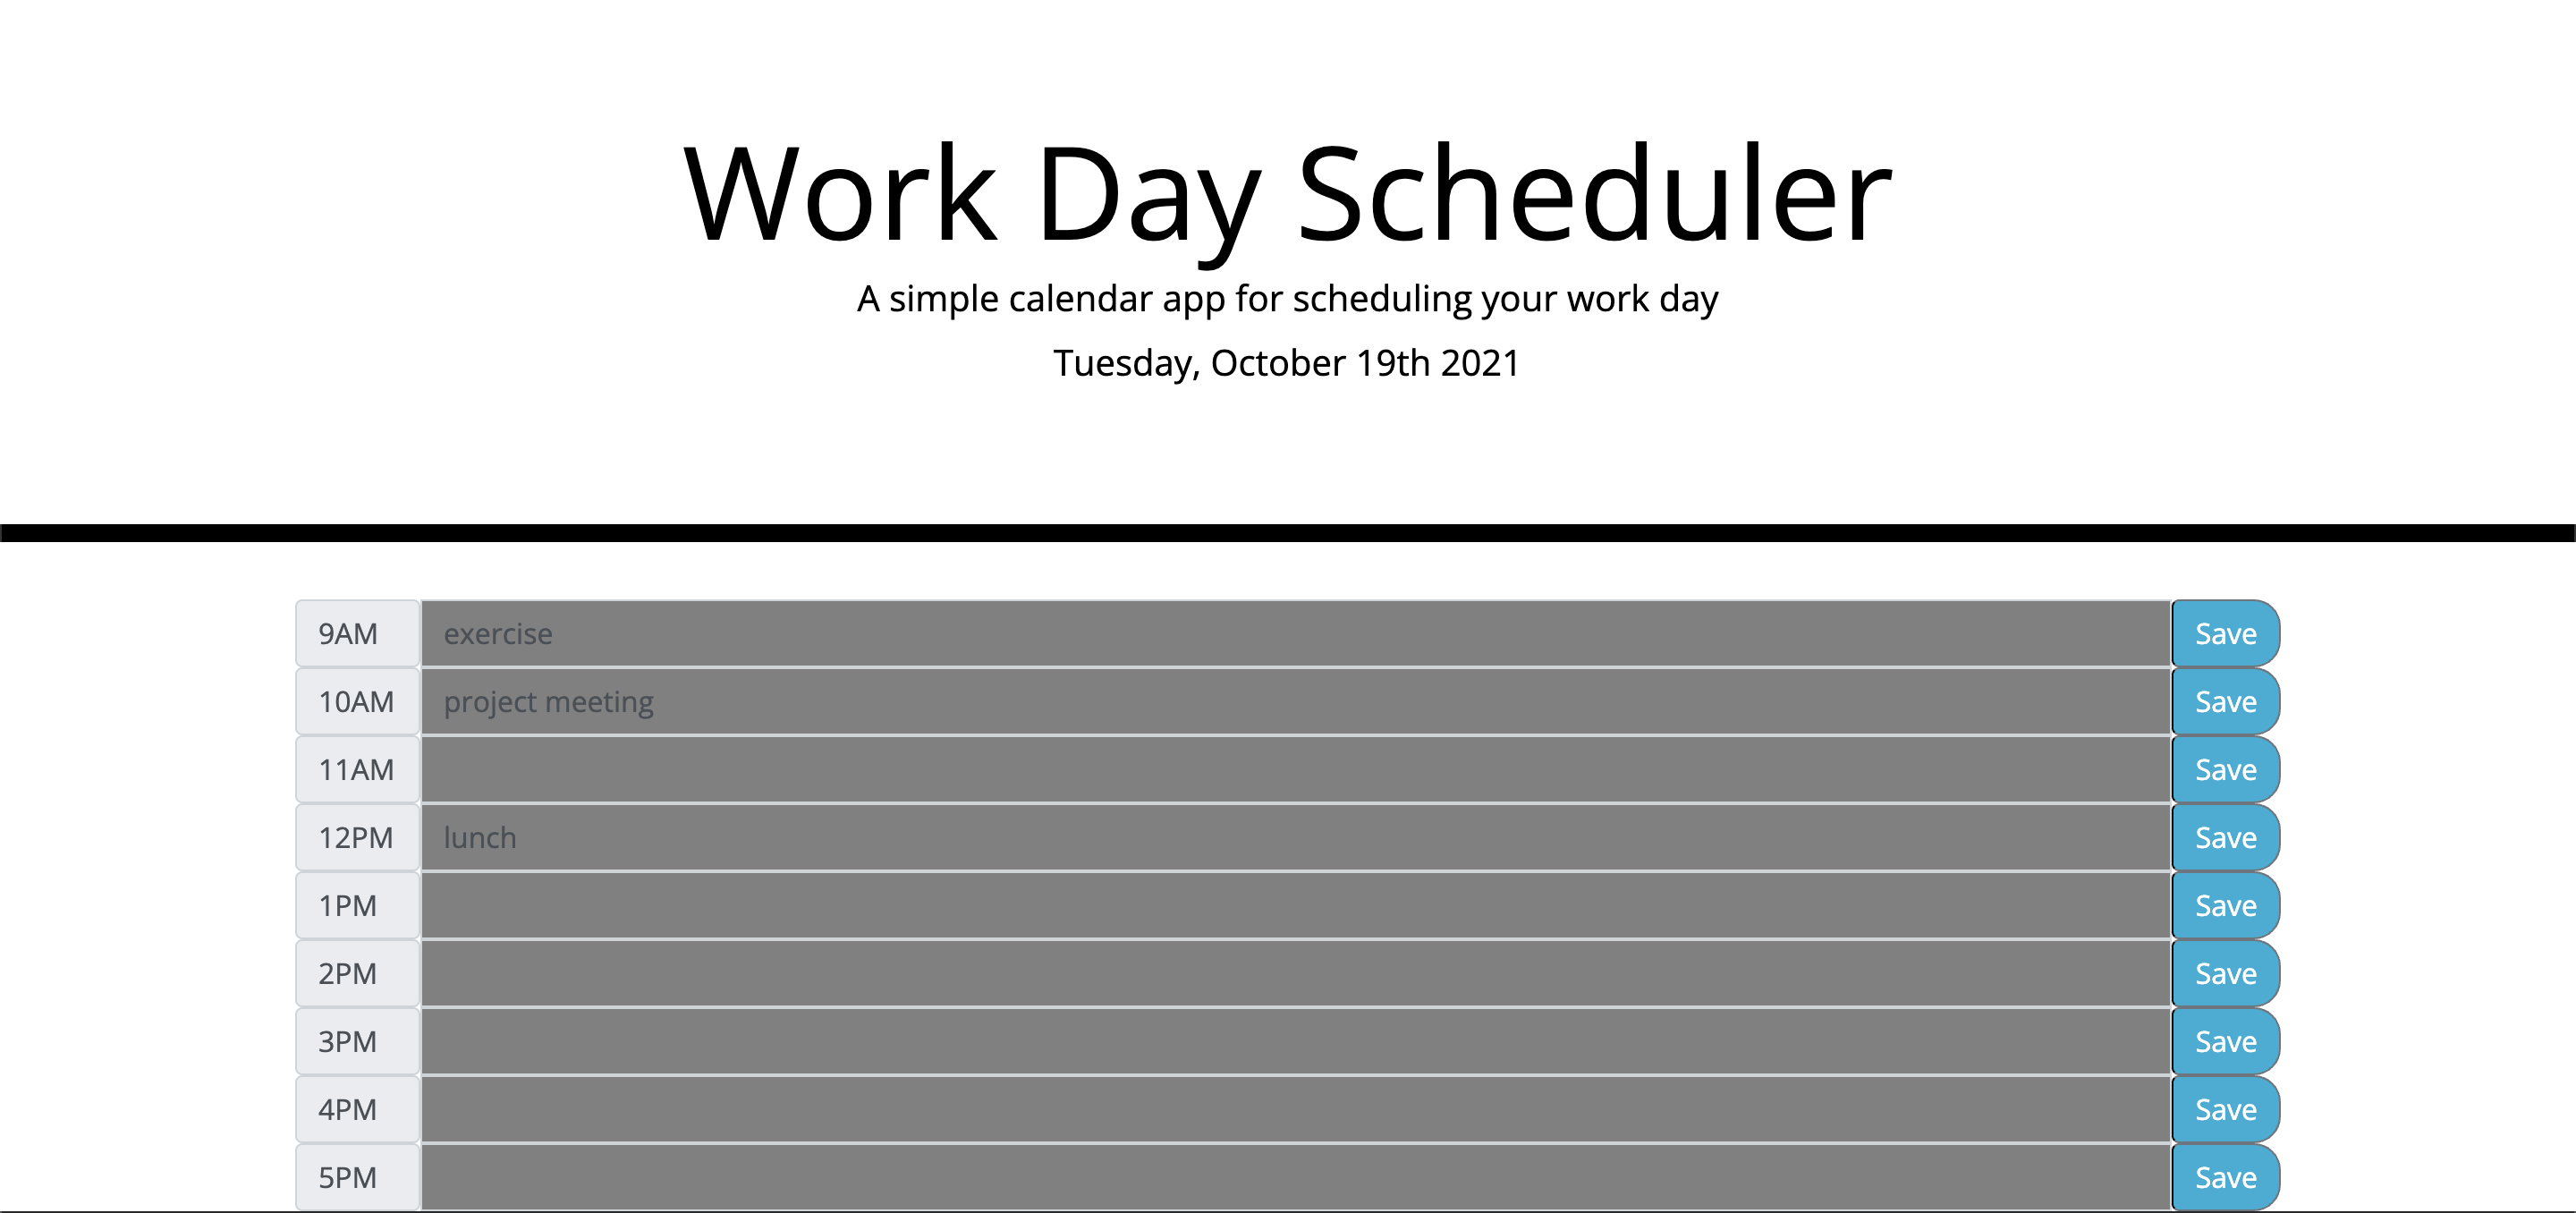 Work Day Scheduler
A simple calendar app for scheduling your work day
Tuesday, October 19th 2021
9AM exercise Save
10AM project meeting Save
11AM Save
12PM lunch Save
1PM Save
2PM Save
3PM Save
4PM Save
5PM Save